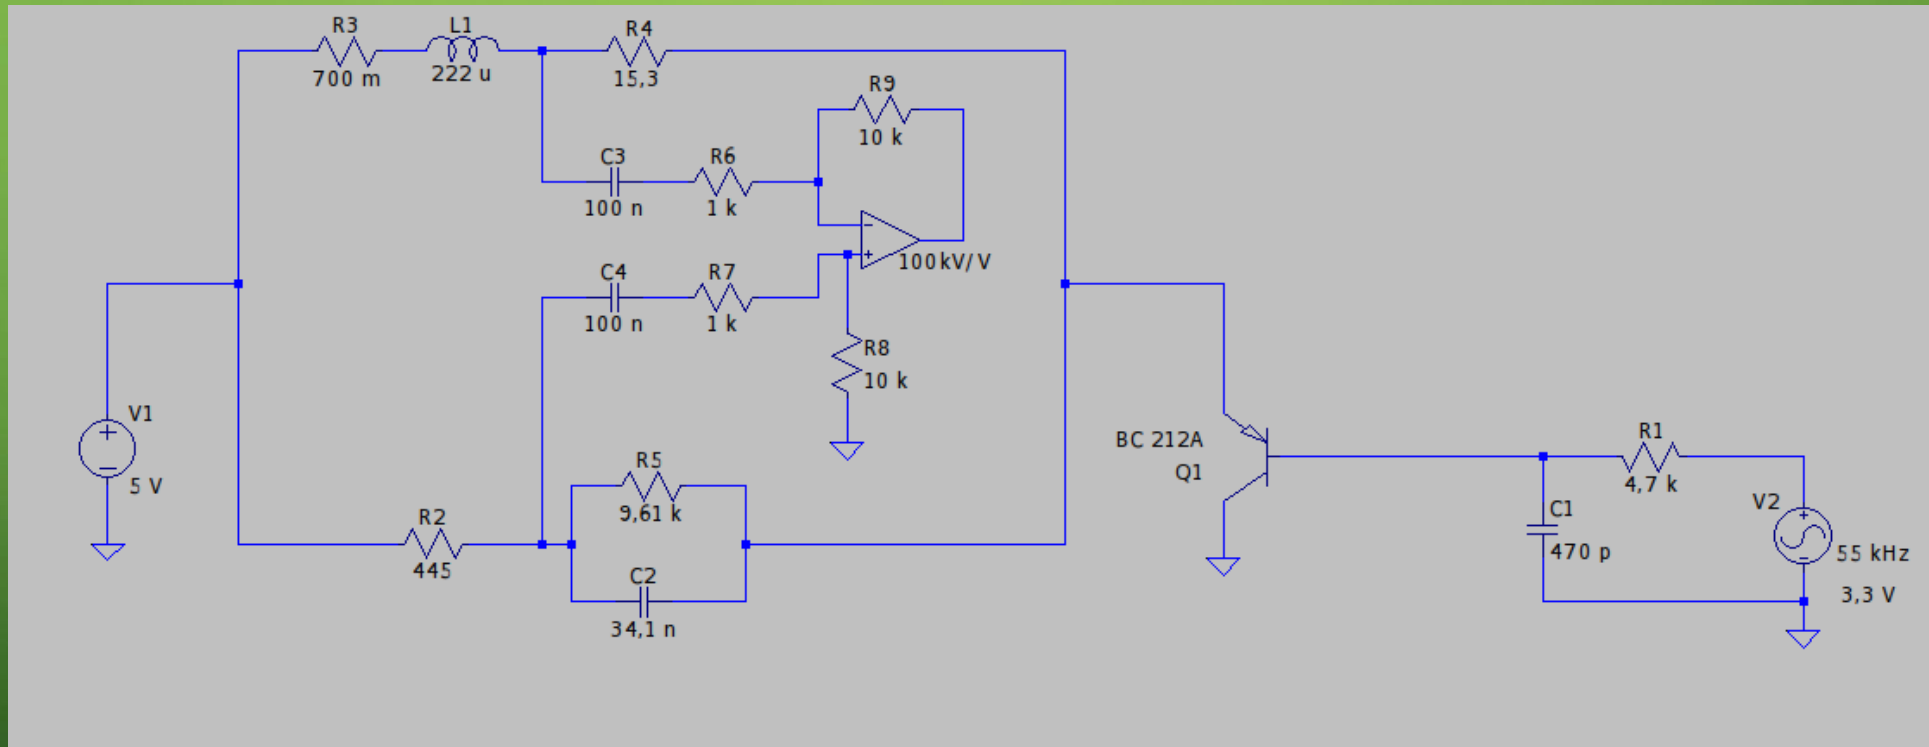 R3
700 m
L1
222 u
R4
15,3
R9
10 k
C3
100 n
R6
1 k
100kV/V
C4
100 n
R7
1 k
R8
10 k
V1
5 V
R5
9,61 k
R2
445
C2
34,1 n
BC 212A
Q1
R1
4,7 k
C1
470 p
V2
55 kHz
3,3 V